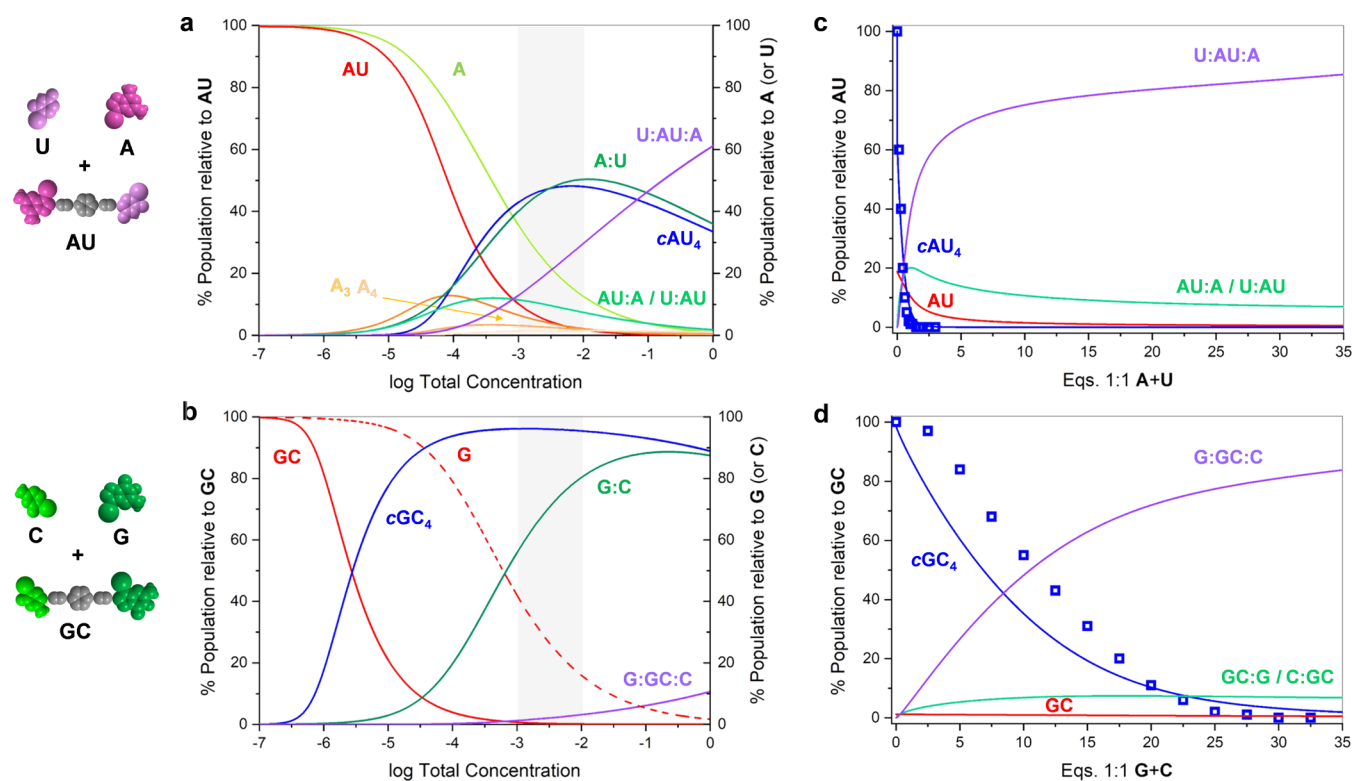 a
U
A
+
AU
% Population relative to AU
100
80
60
40
20
0
AU
A
U:AU:A
A:U
cAU4
A3 A4
AU:A / U:AU
100
80
60
40
20
0
% Population relative to A (or U)
-7 -6 -5 -4 -3 -2 -1 0
log Total Concentration
c
% Population relative to AU
100
80
60
40
20
0
U:AU:A
cAU4
AU:A / U:AU
AU
0 5 10 15 20 25 30 35
Eqs. 1:1 A+U
b
C
G
+
GC
% Population relative to GC
100
80
60
40
20
0
GC
G
G:C
cGC4
G:GC:C
100
80
60
40
20
0
% Population relative to G (or C)
-7 -6 -5 -4 -3 -2 -1 0
log Total Concentration
d
% Population relative to GC
100
80
60
40
20
0
G:GC:C
cGC4
GC:G / C:GC
GC
0 5 10 15 20 25 30 35
Eqs. 1:1 G+C